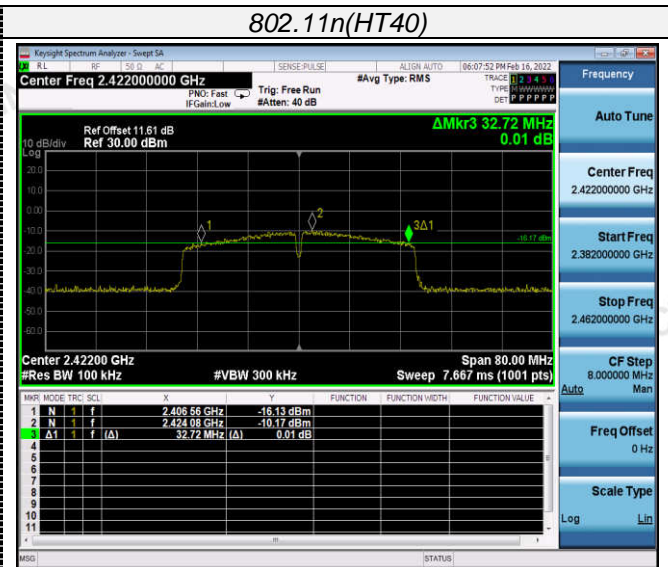 802.11n(HT40)
Keysight Spectrum Analyzer - Swept SA
RL RF 50 Ω AC SENSE:PULSE ALIGN AUTO 06:07:52 PM Feb 16, 2022
Center Freq 2.422000000 GHz #Avg Type: RMS TRACE 1 2 3 4 5 6
PNO: Fast Trig: Free Run TYPE MWWWWW
IFGain:Low #Atten: 40 dB DET P P P P P P
Frequency
Auto Tune
Ref Offset 11.61 dB ΔMkr3 32.72 MHz
10 dB/div Ref 30.00 dBm 0.01 dB
Log
20.0
10.0
0.00
-10.0
-20.0
-30.0
-40.0
-50.0
-60.0
1
2
3Δ1
-16.17 dBm
Center 2.42200 GHz Span 80.00 MHz
#Res BW 100 kHz #VBW 300 kHz Sweep 7.667 ms (1001 pts)
Center Freq
2.422000000 GHz
Start Freq
2.382000000 GHz
Stop Freq
2.462000000 GHz
CF Step
8.000000 MHz
Auto Man
Freq Offset
0 Hz
Scale Type
Log Lin
MKR MODE TRC SCL X Y FUNCTION FUNCTION WIDTH FUNCTION VALUE
1 N 1 f 2.406 56 GHz -16.13 dBm
2 N 1 f 2.424 08 GHz -10.17 dBm
3 Δ1 1 f (Δ) 32.72 MHz (Δ) 0.01 dB
4
5
6
7
8
9
10
11
MSG STATUS